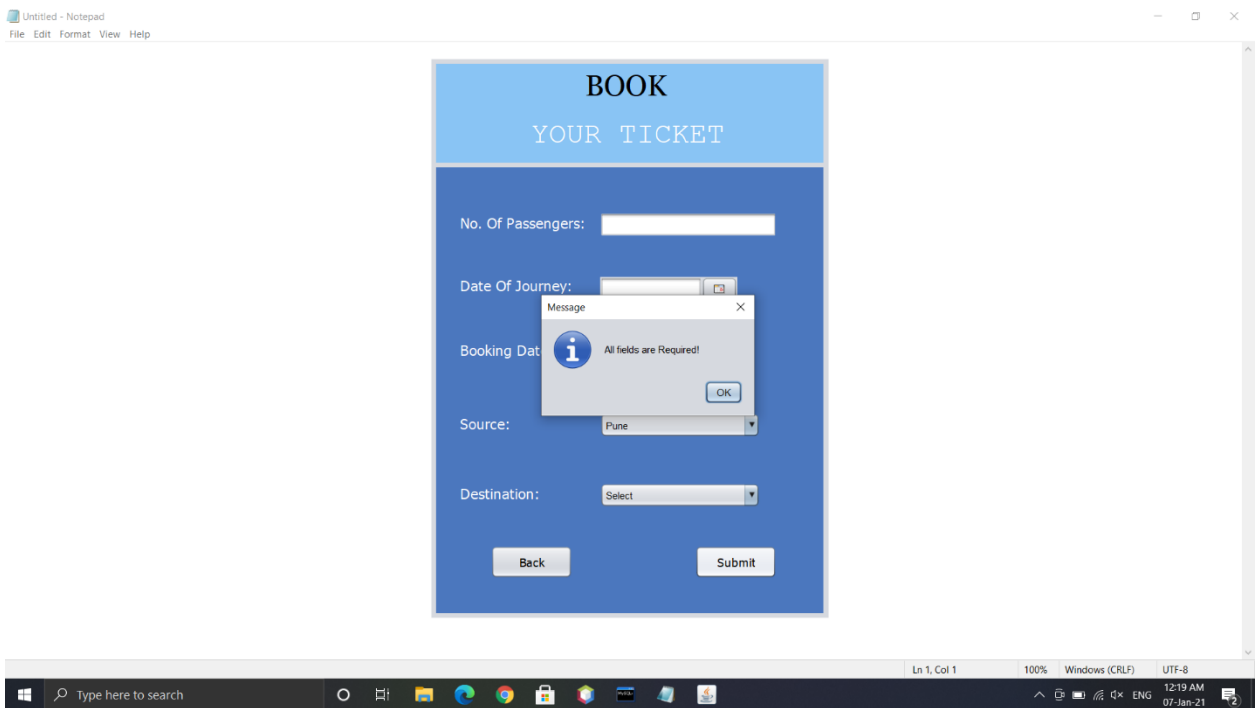 Untitled - Notepad
File Edit Format View Help
BOOK
YOUR TICKET
No. Of Passengers:
Date Of Journey:
Message
Booking Dat
All fields are Required!
OK
Source:
Pune
Destination:
Select
Back
Submit
Ln 1, Col 1
100%
Windows (CRLF)
UTF-8
Type here to search
ENG
12:19 AM
07-Jan-21
2